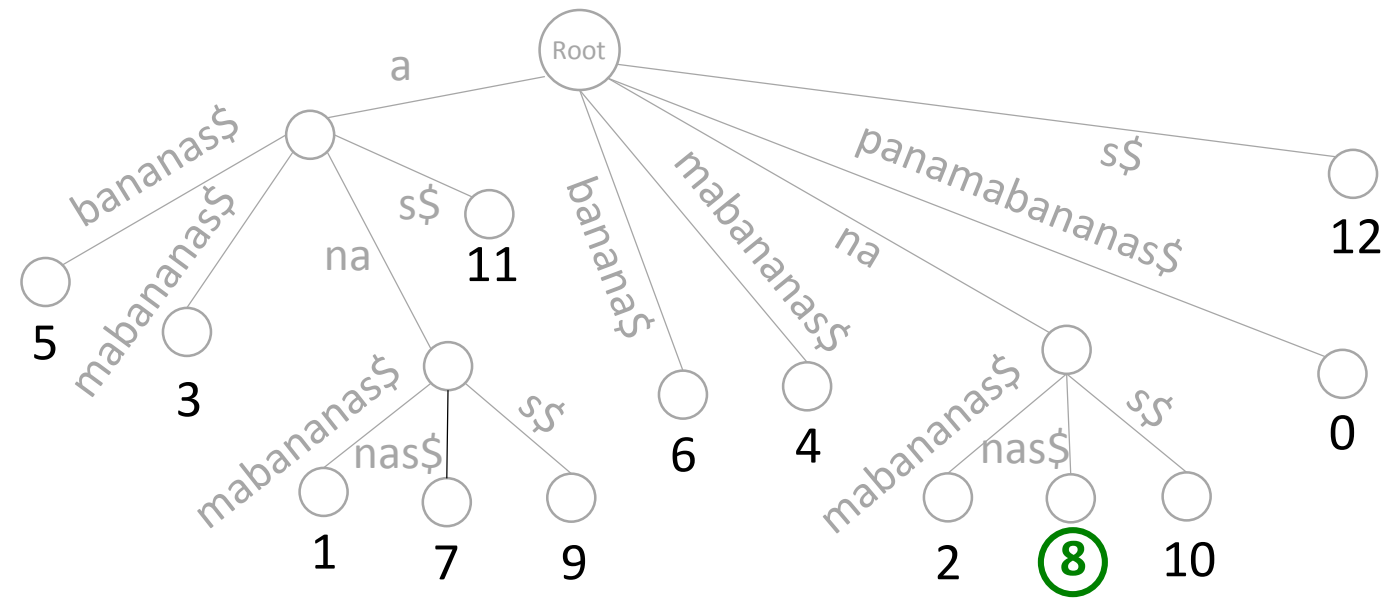 Root
a
bananas$
mabananas$
na
s$
banana$
mabananas$
na
panamabananas$
s$
12
11
5
3
mabananas$
nas$
s$
6
4
mabananas$
nas$
s$
0
1
7
9
2
8
10